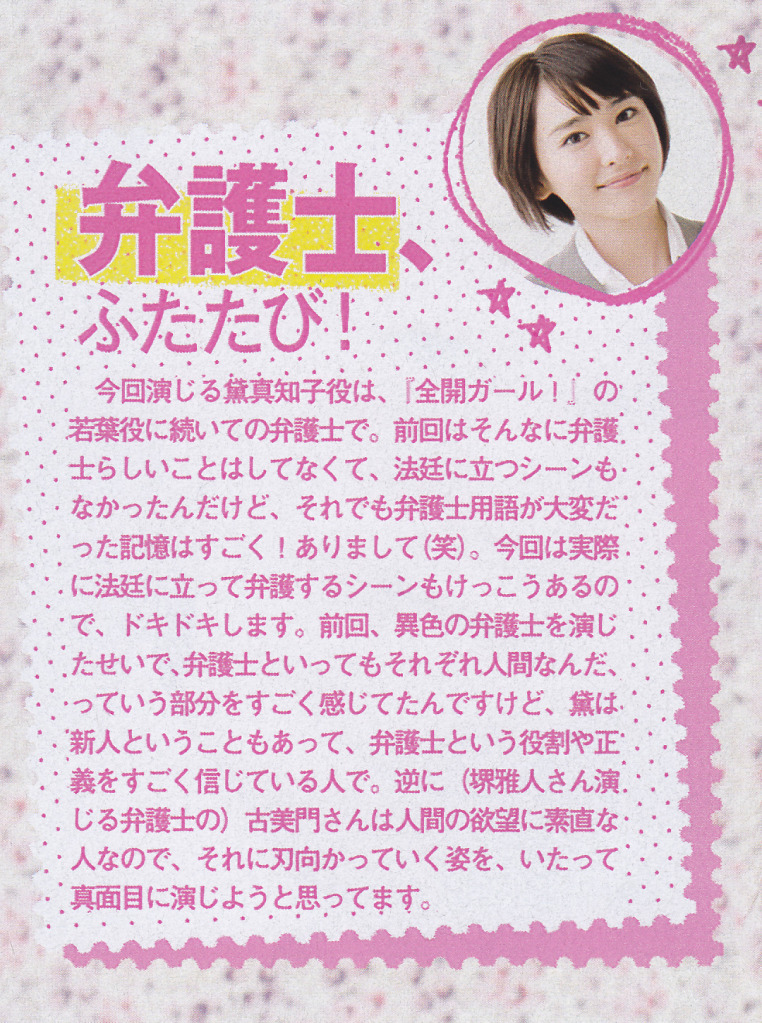 弁護士、
ふたたび！
今回演じる黛真知子役は、『全開ガール！』の
若葉役に続いての弁護士で。前回はそんなに弁護
士らしいことはしてなくて、法廷に立つシーンも
なかったんだけど、それでも弁護士用語が大変だ
った記憶はすごく！ありまして(笑)。今回は実際
に法廷に立って弁護するシーンもけっこうあるの
で、ドキドキします。前回、異色の弁護士を演じ
たせいで、弁護士といってもそれぞれ人間なんだ、
っていう部分をすごく感じてたんですけど、黛は
新人ということもあって、弁護士という役割や正
義をすごく信じている人で。逆に（堺雅人さん演
じる弁護士の）古美門さんは人間の欲望に素直な
人なので、それに刃向かっていく姿を、いたって
真面目に演じようと思ってます。